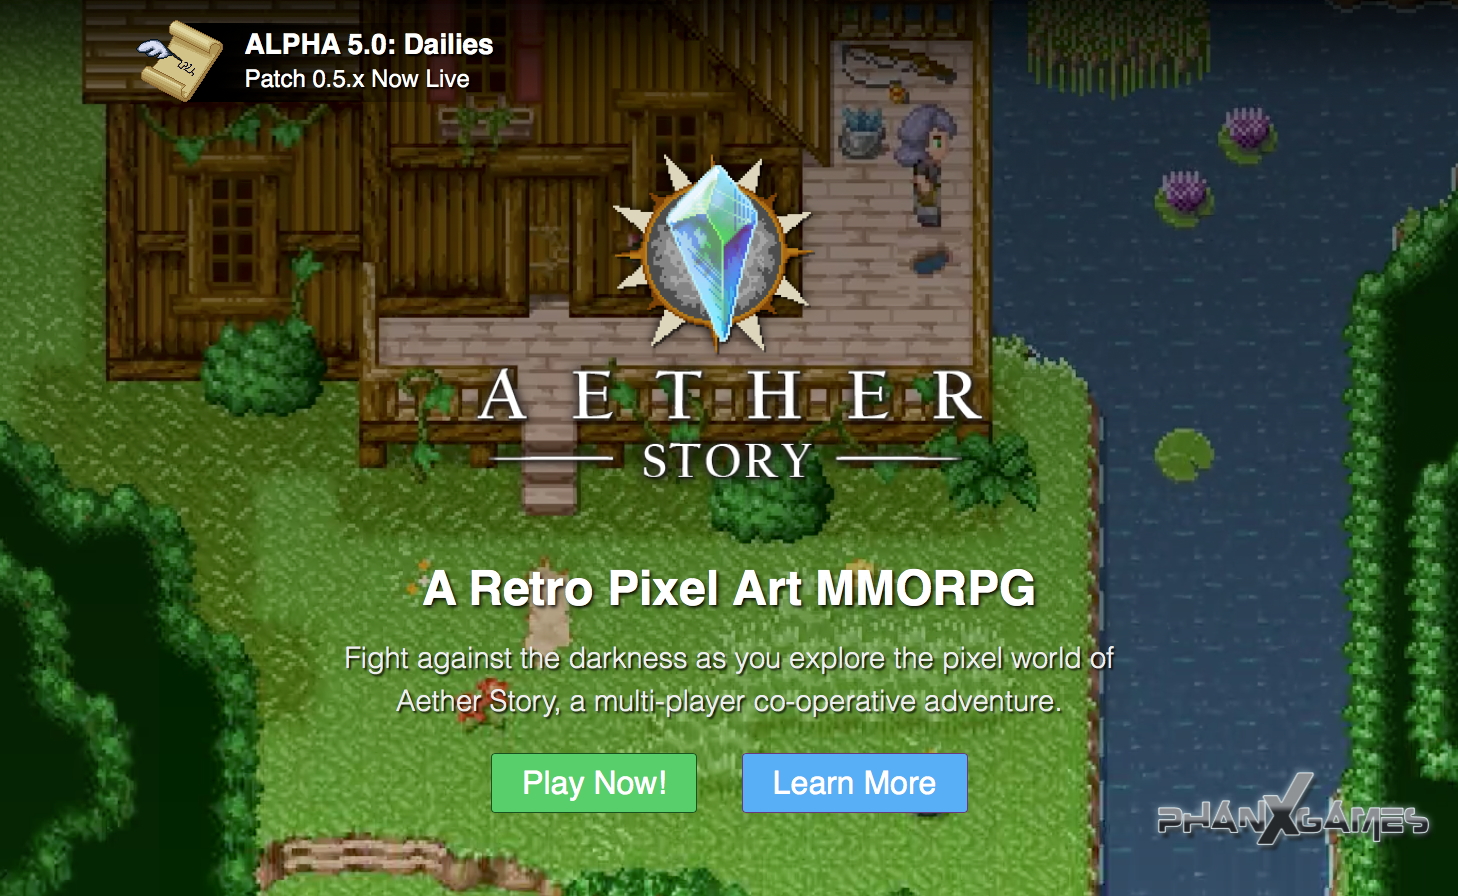 ALPHA 5.0: Dailies
Patch 0.5.x Now Live
AETHER
STORY
A Retro Pixel Art MMORPG
Fight against the darkness as you explore the pixel world of
Aether Story, a multi-player co-operative adventure.
Play Now!
Learn More
PHANXGAMES